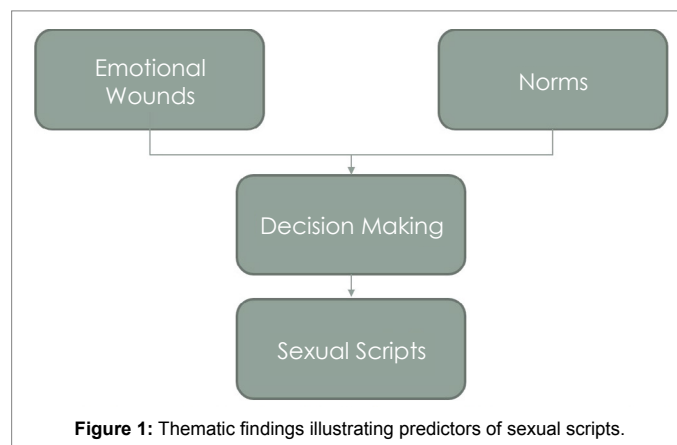 Emotional
Wounds
Norms
Decision Making
Sexual Scripts
Figure 1: Thematic findings illustrating predictors of sexual scripts.